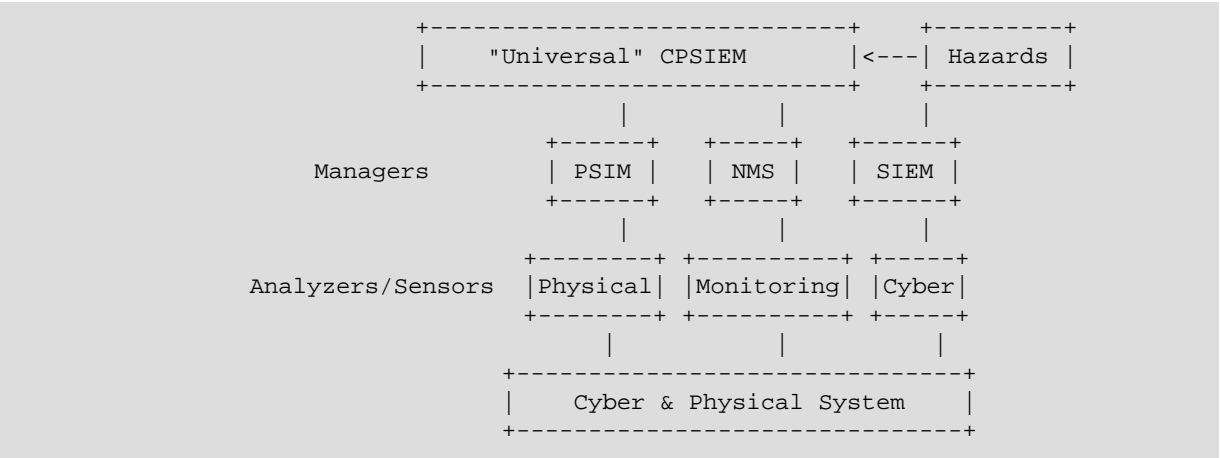 "Universal" CPSIEM <---| Hazards
Managers PSIM NMS SIEM
Analyzers/Sensors Physical Monitoring Cyber
Cyber & Physical System